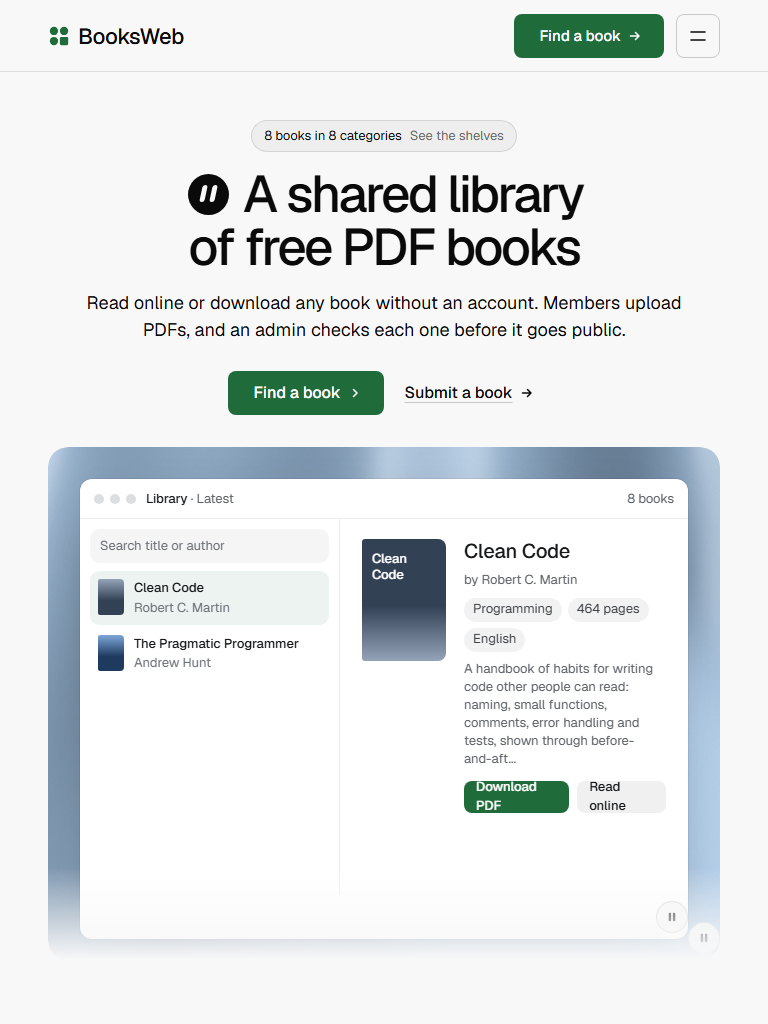 BooksWeb
Find a book
8 books in 8 categories See the shelves
A shared library
of free PDF books
Read online or download any book without an account. Members upload
PDFs, and an admin checks each one before it goes public.
Find a book
Submit a book
Library · Latest
8 books
Search title or author
Clean Code
Robert C. Martin
The Pragmatic Programmer
Andrew Hunt
Clean
Code
Clean Code
by Robert C. Martin
Programming
464 pages
English
A handbook of habits for writing
code other people can read:
naming, small functions,
comments, error handling and
tests, shown through before-
and-aft...
Download
PDF
Read
online